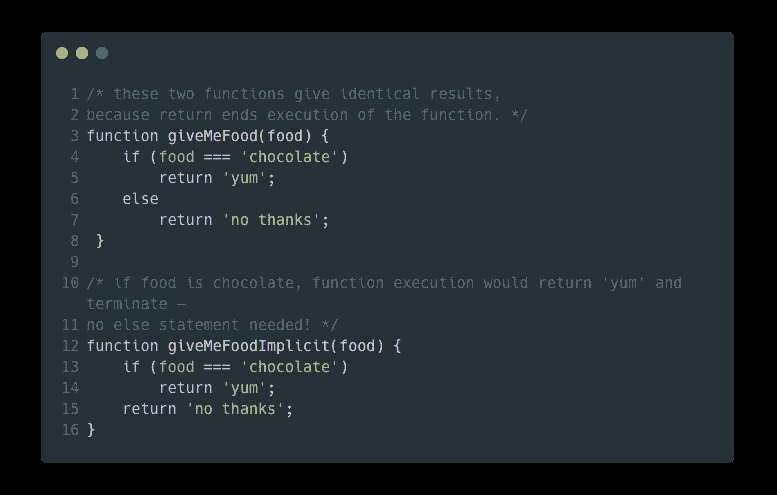 1 /* these two functions give identical results,
2 because return ends execution of the function. */
3 function giveMeFood(food) {
4     if (food === 'chocolate')
5         return 'yum';
6     else
7         return 'no thanks';
8  }
9
10 /* if food is chocolate, function execution would return 'yum' and
terminate –
11 no else statement needed! */
12 function giveMeFoodImplicit(food) {
13     if (food === 'chocolate')
14         return 'yum';
15     return 'no thanks';
16 }